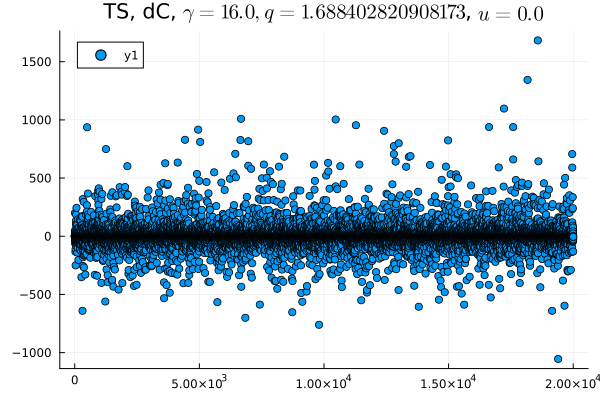 TS, dC, γ = 16.0, q = 1.688402820908173, u = 0.0
y1
1500
1000
500
0
−500
−1000
0 5.00×10³ 1.00×10⁴ 1.50×10⁴ 2.00×10⁴